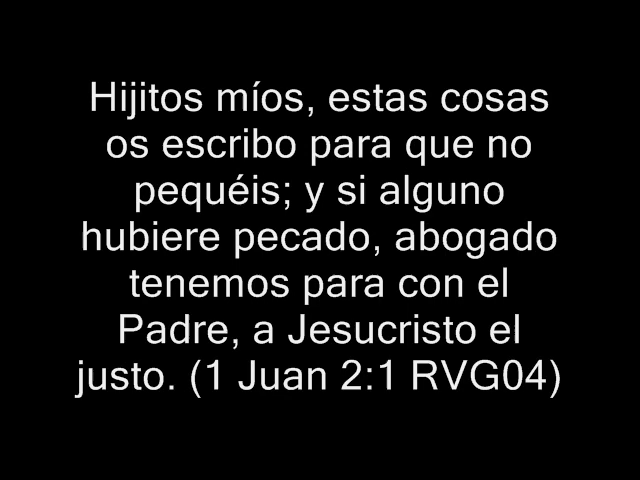 Hijitos míos, estas cosas
os escribo para que no
pequéis; y si alguno
hubiere pecado, abogado
tenemos para con el
Padre, a Jesucristo el
justo. (1 Juan 2:1 RVG04)